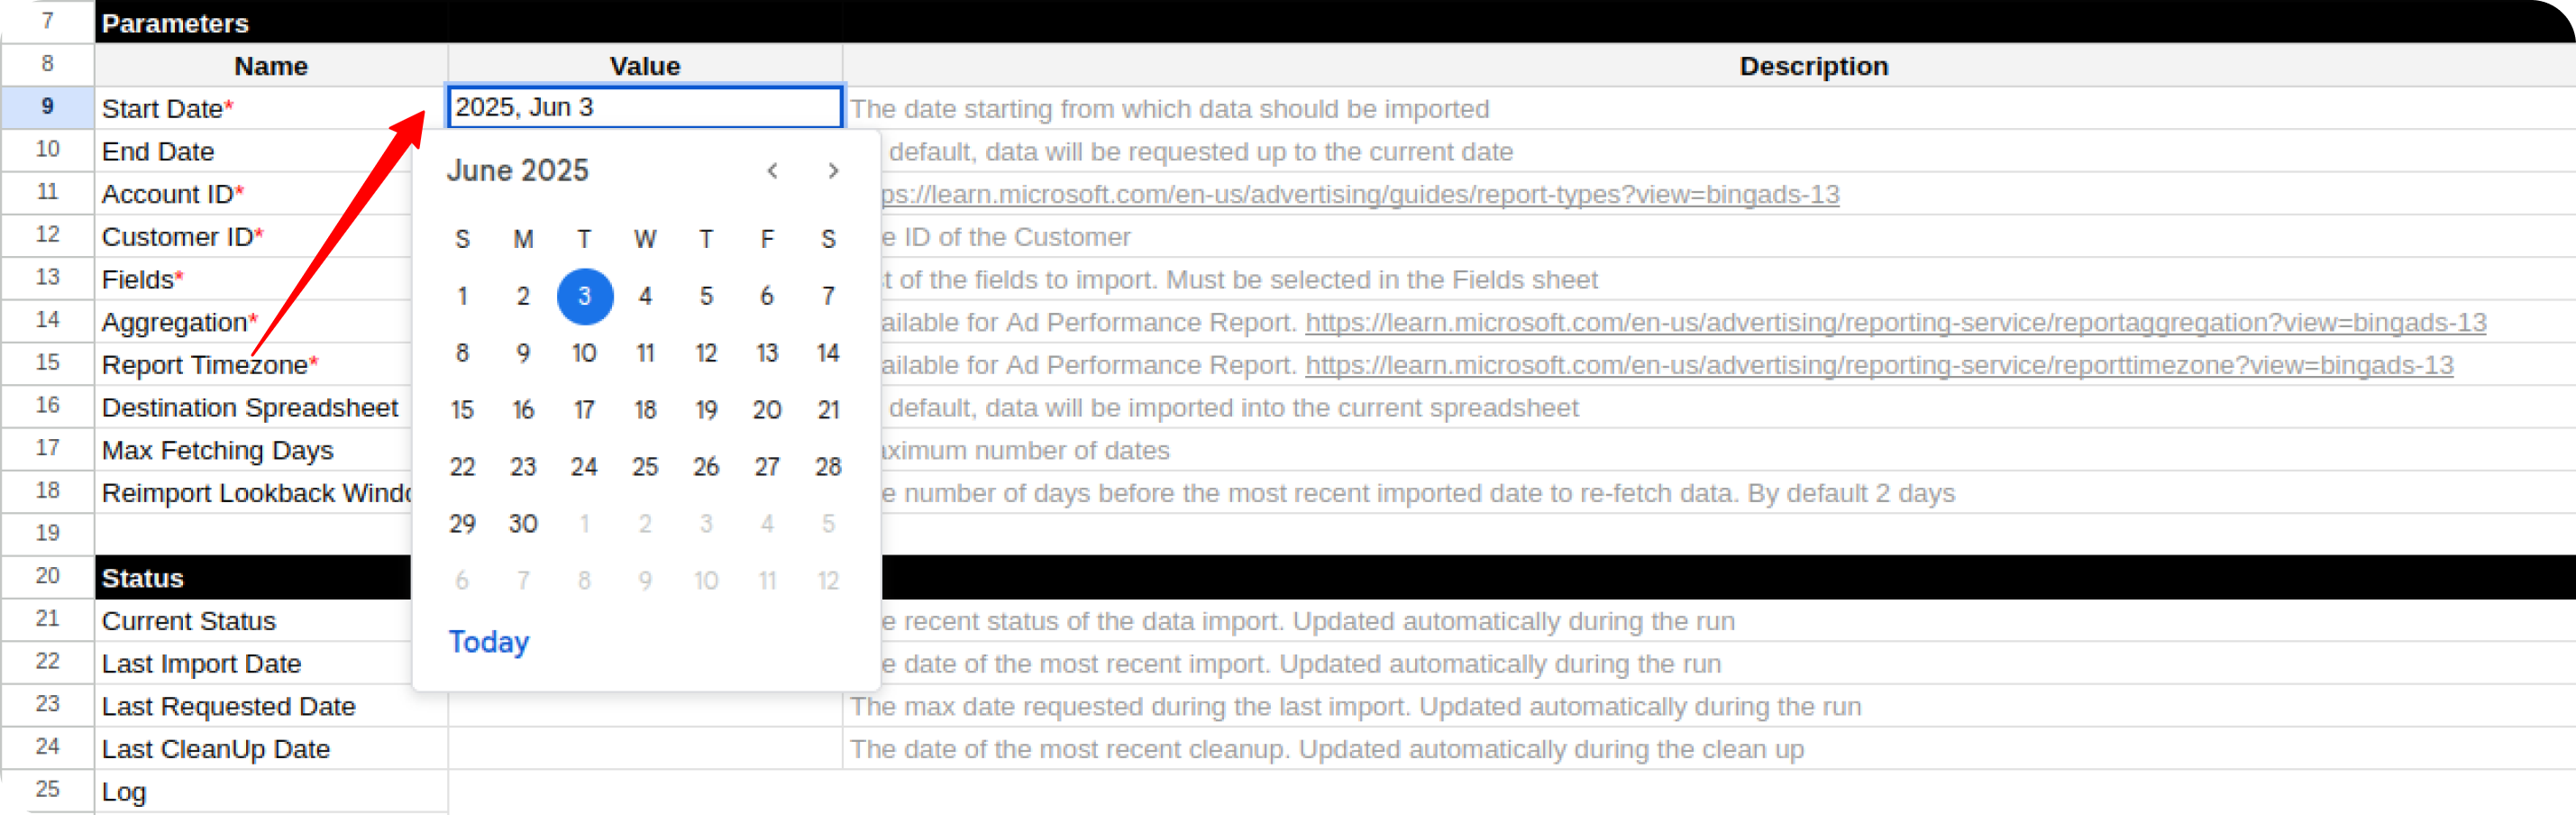 7 Parameters
8 Name Value Description
9 Start Date* 2025, Jun 3 The date starting from which data should be imported
10 End Date default, data will be requested up to the current date
11 Account ID* ps://learn.microsoft.com/en-us/advertising/guides/report-types?view=bingads-13
12 Customer ID* e ID of the Customer
13 Fields* t of the fields to import. Must be selected in the Fields sheet
14 Aggregation* ailable for Ad Performance Report. https://learn.microsoft.com/en-us/advertising/reporting-service/reportaggregation?view=bingads-13
15 Report Timezone* ailable for Ad Performance Report. https://learn.microsoft.com/en-us/advertising/reporting-service/reporttimezone?view=bingads-13
16 Destination Spreadsheet default, data will be imported into the current spreadsheet
17 Max Fetching Days aximum number of dates
18 Reimport Lookback Windo e number of days before the most recent imported date to re-fetch data. By default 2 days
19
20 Status
21 Current Status e recent status of the data import. Updated automatically during the run
22 Last Import Date e date of the most recent import. Updated automatically during the run
23 Last Requested Date The max date requested during the last import. Updated automatically during the run
24 Last CleanUp Date The date of the most recent cleanup. Updated automatically during the clean up
25 Log
June 2025 < >
S M T W T F S
1 2 3 4 5 6 7
8 9 10 11 12 13 14
15 16 17 18 19 20 21
22 23 24 25 26 27 28
29 30 1 2 3 4 5
6 7 8 9 10 11 12
Today